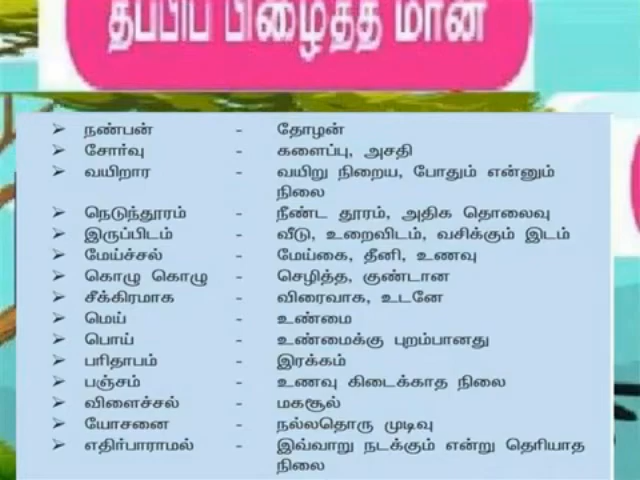 தப்பிப் பிழைத்த மான்
➢ நண்பன் - தோழன்
➢ சோர்வு - களைப்பு, அசதி
➢ வயிறார - வயிறு நிறைய, போதும் என்னும்
நிலை
➢ நெடுந்தூரம் - நீண்ட தூரம், அதிக தொலைவு
➢ இருப்பிடம் - வீடு, உறைவிடம், வசிக்கும் இடம்
➢ மேய்ச்சல் - மேய்கை, தீனி, உணவு
➢ கொழு கொழு - செழித்த, குண்டான
➢ சீக்கிரமாக - விரைவாக, உடனே
➢ மெய் - உண்மை
➢ பொய் - உண்மைக்கு புறம்பானது
➢ பரிதாபம் - இரக்கம்
➢ பஞ்சம் - உணவு கிடைக்காத நிலை
➢ விளைச்சல் - மகசூல்
➢ யோசனை - நல்லதொரு முடிவு
➢ எதிர்பாராமல் - இவ்வாறு நடக்கும் என்று தெரியாத
நிலை